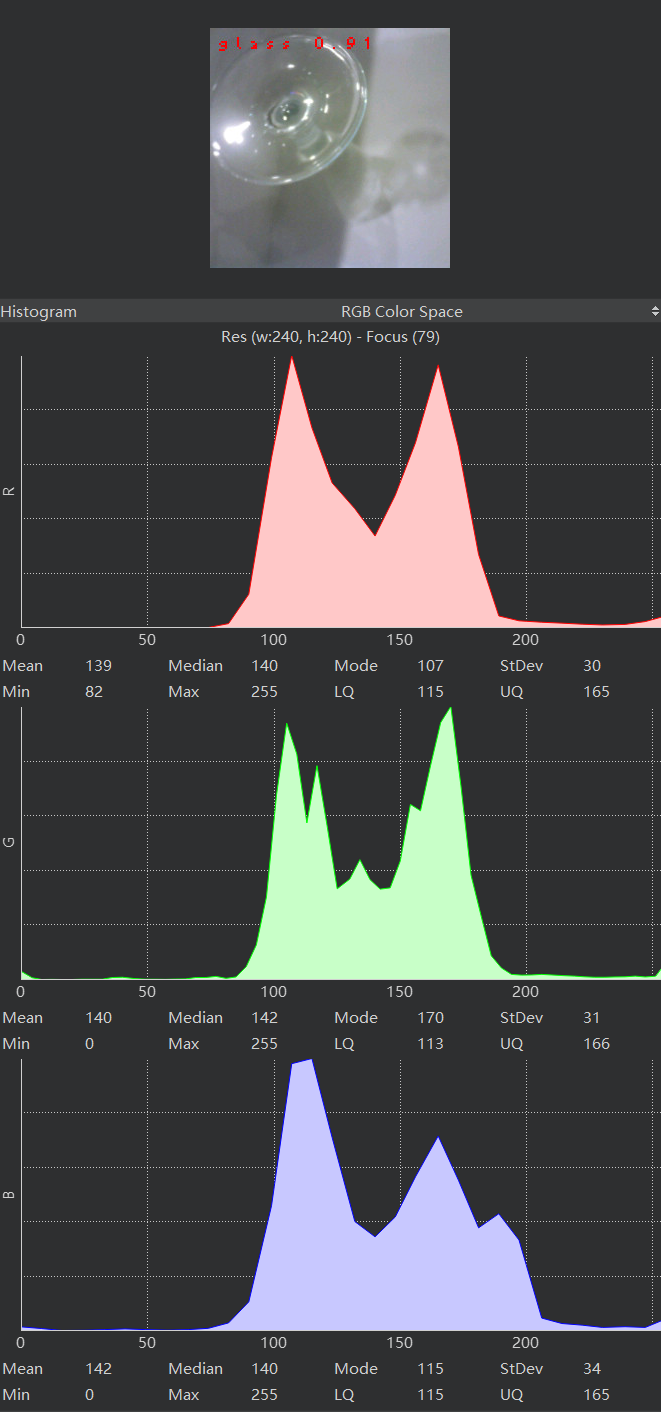 glass 0.91
Histogram RGB Color Space
Res (w:240, h:240) - Focus (79)
R
0 50 100 150 200
Mean 139 Median 140 Mode 107 StDev 30
Min 82 Max 255 LQ 115 UQ 165
G
0 50 100 150 200
Mean 140 Median 142 Mode 170 StDev 31
Min 0 Max 255 LQ 113 UQ 166
B
0 50 100 150 200
Mean 142 Median 140 Mode 115 StDev 34
Min 0 Max 255 LQ 115 UQ 165